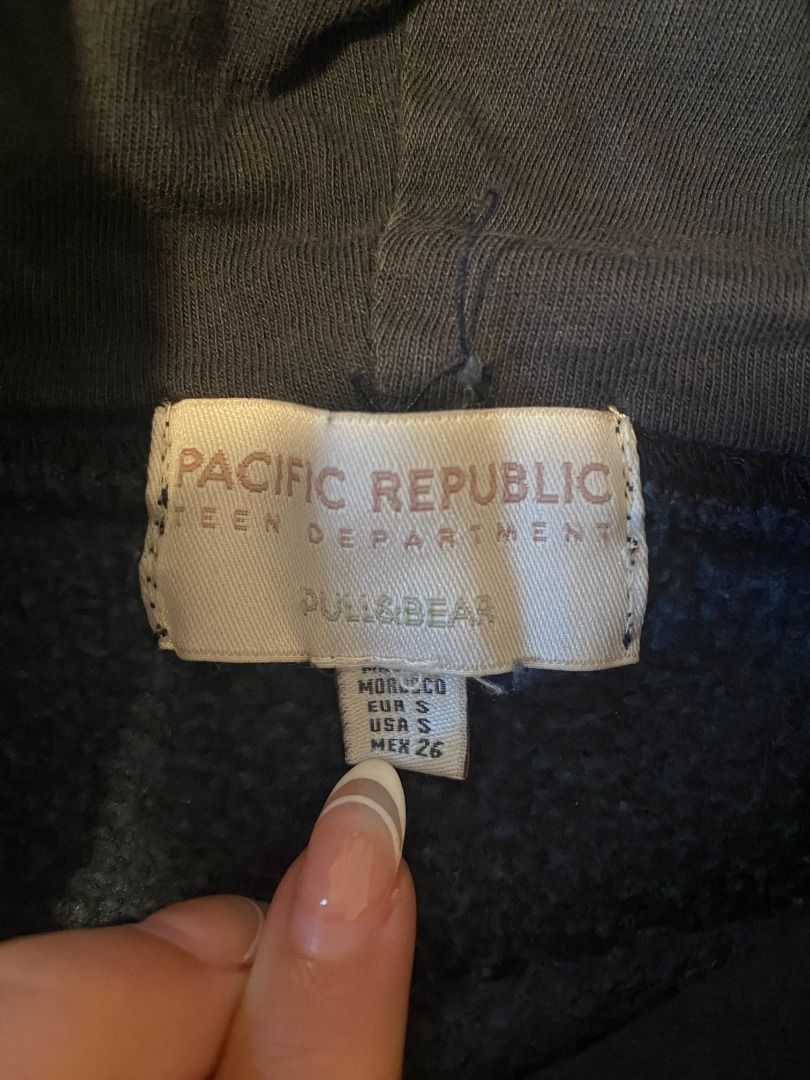 PACIFIC REPUBLIC
TEEN DEPARTMENT
PULL&BEAR
MOROCCO
EUR S
USA S
MEX 26